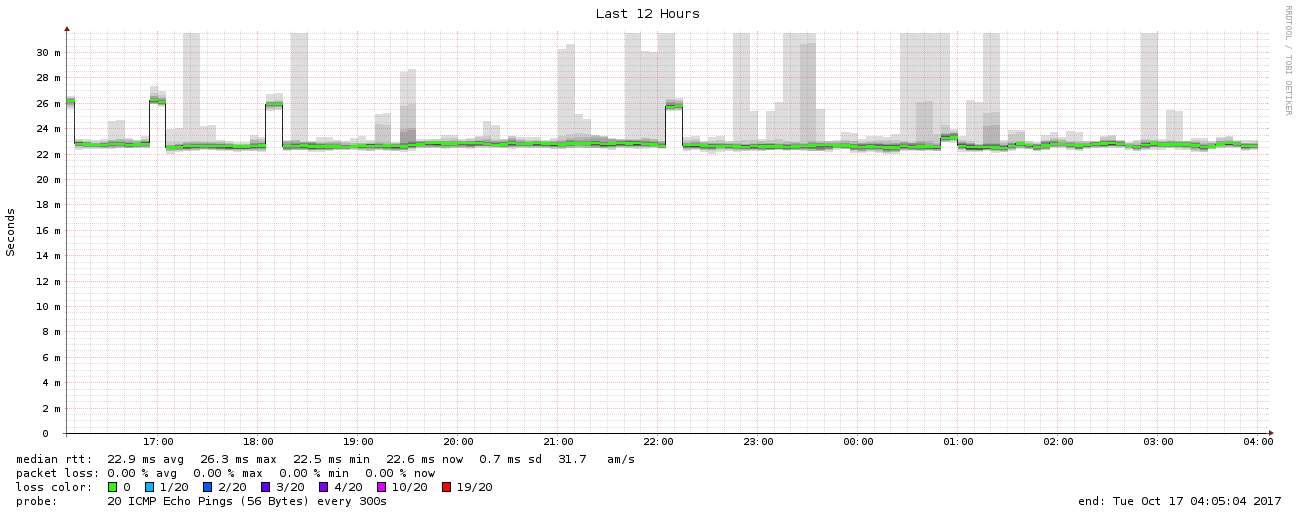 Last 12 Hours
RRDTOOL / TOBI OETIKER
Seconds
30 m
28 m
26 m
24 m
22 m
20 m
18 m
16 m
14 m
12 m
10 m
8 m
6 m
4 m
2 m
0
17:00 18:00 19:00 20:00 21:00 22:00 23:00 00:00 01:00 02:00 03:00 04:00
median rtt: 22.9 ms avg 26.3 ms max 22.5 ms min 22.6 ms now 0.7 ms sd 31.7 am/s
packet loss: 0.00 % avg 0.00 % max 0.00 % min 0.00 % now
loss color: 0 1/20 2/20 3/20 4/20 10/20 19/20
probe: 20 ICMP Echo Pings (56 Bytes) every 300s end: Tue Oct 17 04:05:04 2017